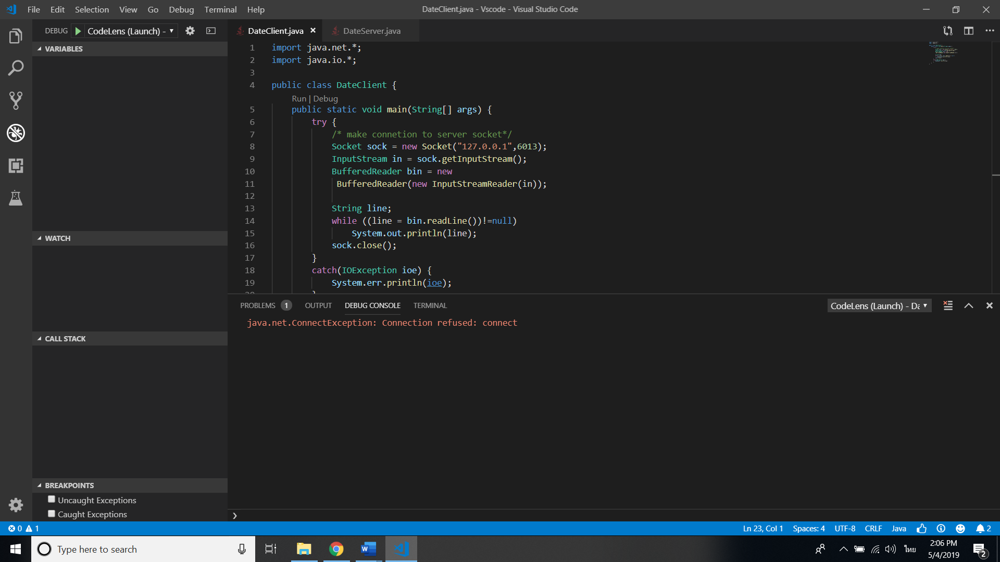 File Edit Selection View Go Debug Terminal Help
DateClient.java - Vscode - Visual Studio Code
DEBUG CodeLens (Launch) -
DateClient.java
DateServer.java
VARIABLES
WATCH
CALL STACK
BREAKPOINTS
Uncaught Exceptions
Caught Exceptions
1 import java.net.*;
2 import java.io.*;
3
4 public class DateClient {
Run | Debug
5 public static void main(String[] args) {
6 try {
7 /* make connetion to server socket*/
8 Socket sock = new Socket("127.0.0.1",6013);
9 InputStream in = sock.getInputStream();
10 BufferedReader bin = new
11 BufferedReader(new InputStreamReader(in));
12
13 String line;
14 while ((line = bin.readLine())!=null)
15 System.out.println(line);
16 sock.close();
17 }
18 catch(IOException ioe) {
19 System.err.println(ioe);
PROBLEMS 1 OUTPUT DEBUG CONSOLE TERMINAL
CodeLens (Launch) - Da
java.net.ConnectException: Connection refused: connect
0 1
Ln 23, Col 1 Spaces: 4 UTF-8 CRLF Java 2
Type here to search
ไทย
2:06 PM
5/4/2019
2